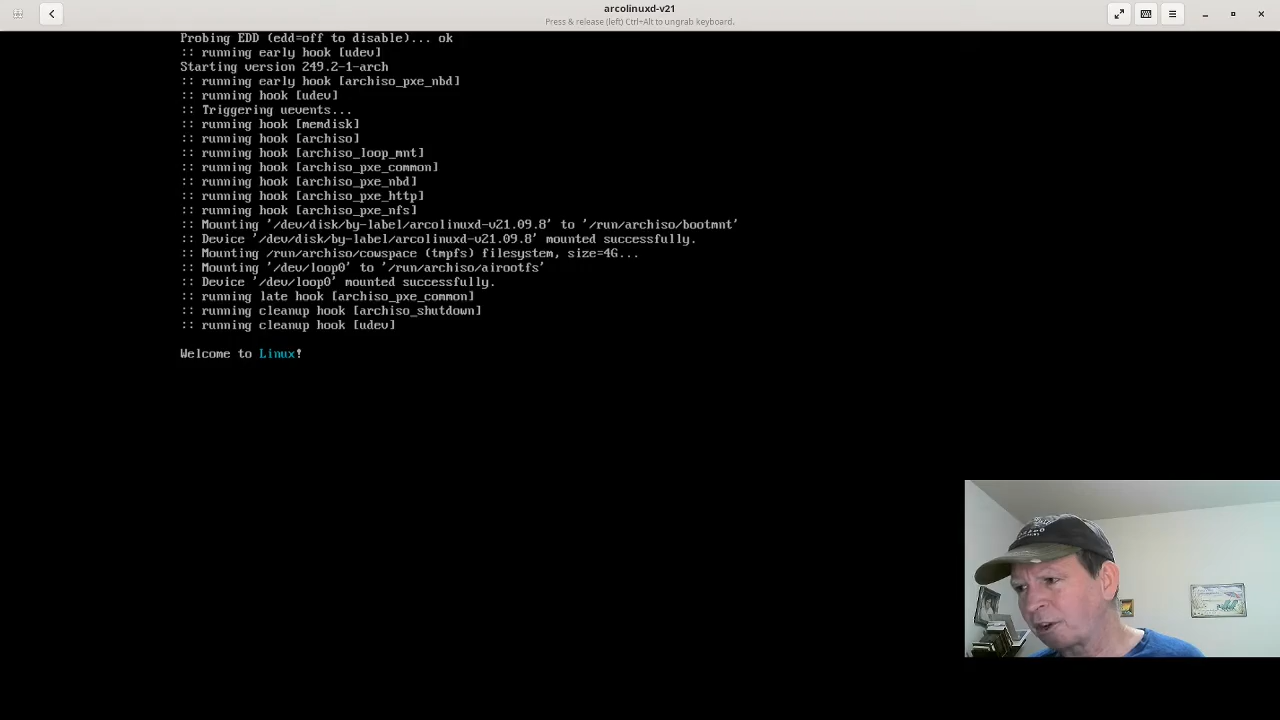 arcolinuxd-v21
Press & release (left) Ctrl+Alt to ungrab keyboard.
Probing EDD (edd=off to disable)... ok
:: running early hook [udev]
Starting version 249.2-1-arch
:: running early hook [archiso_pxe_nbd]
:: running hook [udev]
:: Triggering uevents...
:: running hook [memdisk]
:: running hook [archiso]
:: running hook [archiso_loop_mnt]
:: running hook [archiso_pxe_common]
:: running hook [archiso_pxe_nbd]
:: running hook [archiso_pxe_http]
:: running hook [archiso_pxe_nfs]
:: Mounting '/dev/disk/by-label/arcolinuxd-v21.09.8' to '/run/archiso/bootmnt'
:: Device '/dev/disk/by-label/arcolinuxd-v21.09.8' mounted successfully.
:: Mounting /run/archiso/cowspace (tmpfs) filesystem, size=4G...
:: Mounting '/dev/loop0' to '/run/archiso/airootfs'
:: Device '/dev/loop0' mounted successfully.
:: running late hook [archiso_pxe_common]
:: running cleanup hook [archiso_shutdown]
:: running cleanup hook [udev]
Welcome to Linux!